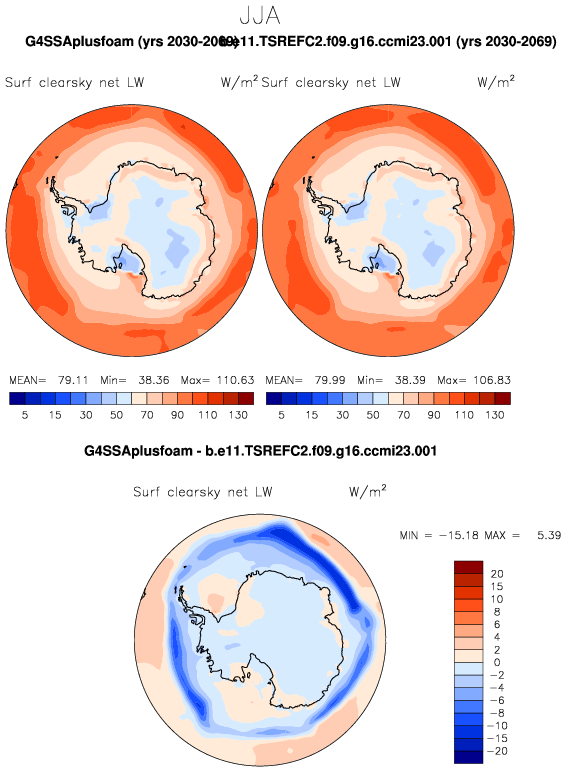 JJA
G4SSAplusfoam (yrs 2030-2069) b.e11.TSREFC2.f09.g16.ccmi23.001 (yrs 2030-2069)
Surf clearsky net LW W/m² Surf clearsky net LW W/m²
MEAN= 79.11 Min= 38.36 Max= 110.63 MEAN= 79.99 Min= 38.39 Max= 106.83
5 15 30 50 70 90 110 130 5 15 30 50 70 90 110 130
G4SSAplusfoam - b.e11.TSREFC2.f09.g16.ccmi23.001
Surf clearsky net LW W/m²
MIN = -15.18 MAX = 5.39
20
15
10
8
6
4
2
0
-2
-4
-6
-8
-10
-15
-20